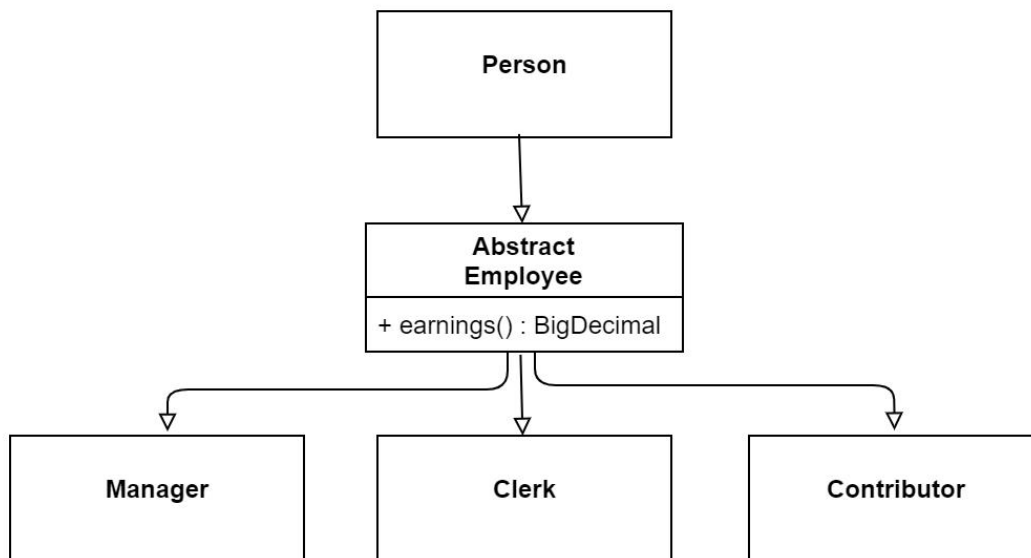 Person
Abstract
Employee
+ earnings() : BigDecimal
Manager
Clerk
Contributor